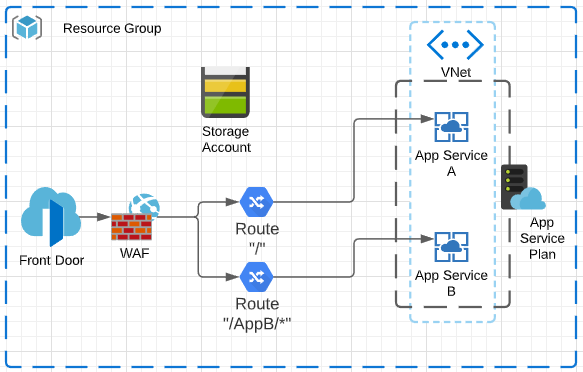 Resource Group
VNet
Storage
Account
App Service
A
Front Door
WAF
Route
"/"
App
Service
Plan
App Service
B
Route
"/AppB/*"